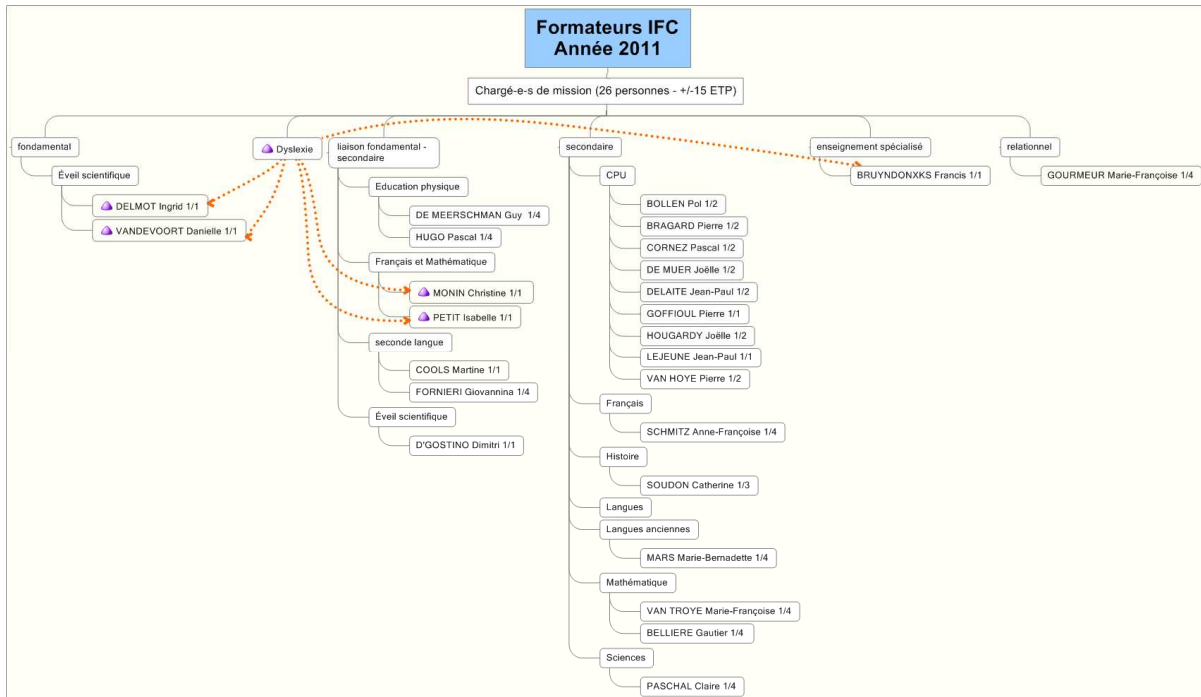 Formateurs IFC
Année 2011
Chargé-e-s de mission (26 personnes - +/-15 ETP)
fondamental
Éveil scientifique
DELMOT Ingrid 1/1
VANDEVOORT Danielle 1/1
Dyslexie
liaison fondamental -
secondaire
Education physique
DE MEERSCHMAN Guy 1/4
HUGO Pascal 1/4
Français et Mathématique
MONIN Christine 1/1
PETIT Isabelle 1/1
seconde langue
COOLS Martine 1/1
FORNIERI Giovannina 1/4
Éveil scientifique
D'GOSTINO Dimitri 1/1
secondaire
CPU
BOLLEN Pol 1/2
BRAGARD Pierre 1/2
CORNEZ Pascal 1/2
DE MUER Joëlle 1/2
DELAITE Jean-Paul 1/2
GOFFIOUL Pierre 1/1
HOUGARDY Joëlle 1/2
LEJEUNE Jean-Paul 1/1
VAN HOYE Pierre 1/2
Français
SCHMITZ Anne-Françoise 1/4
Histoire
SOUDON Catherine 1/3
Langues
Langues anciennes
MARS Marie-Bernadette 1/4
Mathématique
VAN TROYE Marie-Françoise 1/4
BELLIERE Gautier 1/4
Sciences
PASCHAL Claire 1/4
enseignement spécialisé
BRUYNDONXKS Francis 1/1
relationnel
GOURMEUR Marie-Françoise 1/4